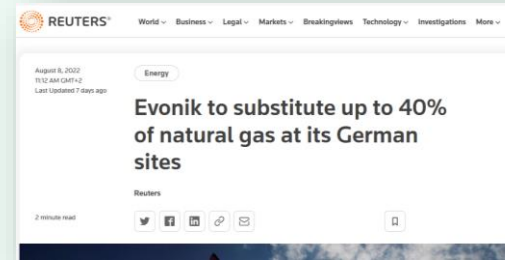 REUTERS®
World Business Legal Markets Breakingviews Technology Investigations More
August 8, 2022
11:12 AM GMT+2
Last Updated 7 days ago
Energy
Evonik to substitute up to 40%
of natural gas at its German
sites
Reuters
2 minute read